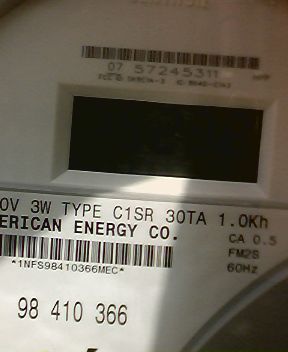 07 57245311
0V 3W TYPE C1SR 30TA 1.0Kh
ERICAN ENERGY CO.
CA 0.5
*1NFS98410366MEC*
FM2S
60Hz
98 410 366